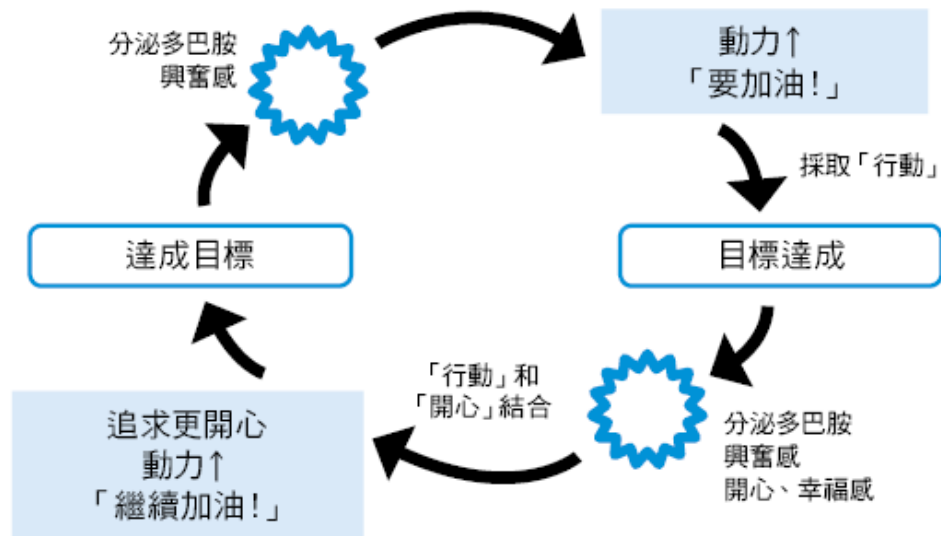 分泌多巴胺
興奮感
動力↑
「要加油！」
採取「行動」
達成目標
目標達成
「行動」和
「開心」結合
分泌多巴胺
興奮感
開心、幸福感
追求更開心
動力↑
「繼續加油！」